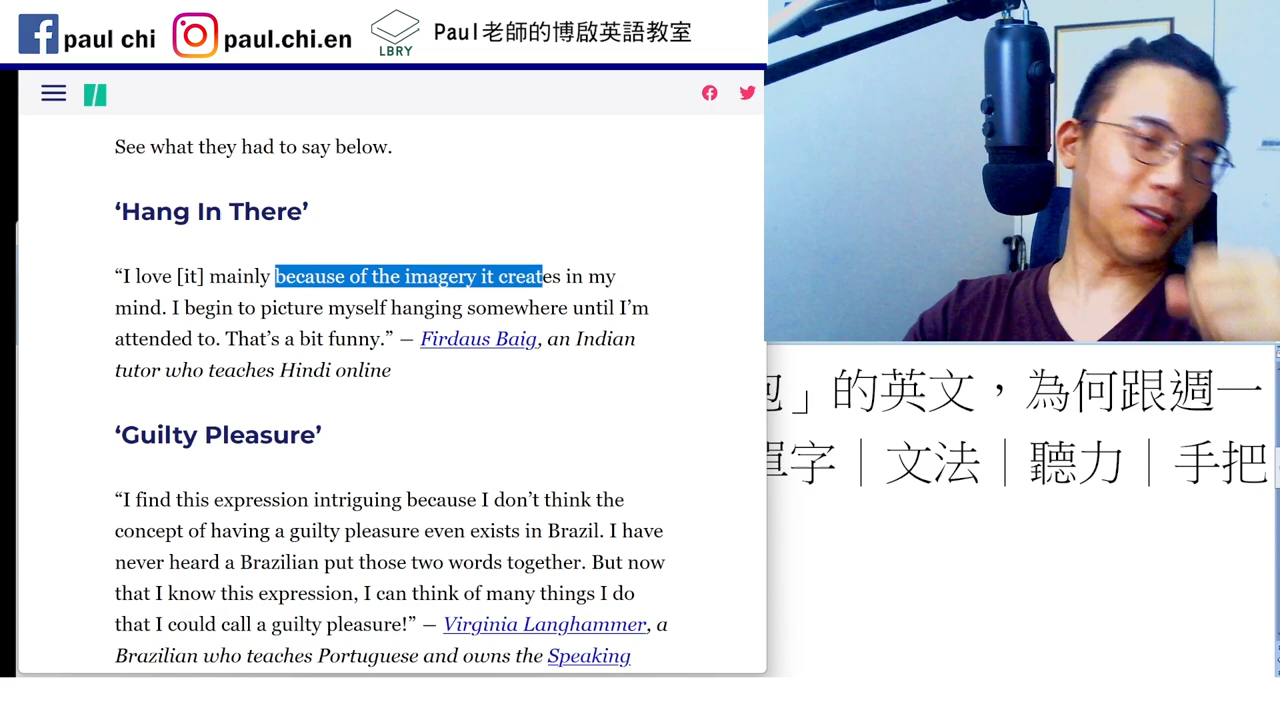 paul chi
paul.chi.en
LBRY
Paul老師的博啟英語教室
See what they had to say below.
‘Hang In There’
“I love [it] mainly because of the imagery it creates in my
mind. I begin to picture myself hanging somewhere until I’m
attended to. That’s a bit funny.” — Firdaus Baig, an Indian
tutor who teaches Hindi online
‘Guilty Pleasure’
“I find this expression intriguing because I don’t think the
concept of having a guilty pleasure even exists in Brazil. I have
never heard a Brazilian put those two words together. But now
that I know this expression, I can think of many things I do
that I could call a guilty pleasure!” — Virginia Langhammer, a
Brazilian who teaches Portuguese and owns the Speaking
」的英文，為何跟週一
單字｜文法｜聽力｜手把